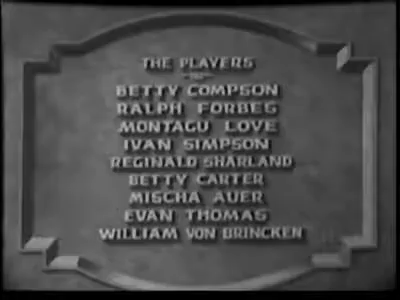 THE PLAYERS
BETTY COMPSON
RALPH FORBES
MONTAGU LOVE
IVAN SIMPSON
REGINALD SHARLAND
BETTY CARTER
MISCHA AUER
EVAN THOMAS
WILLIAM VON BRINCKEN